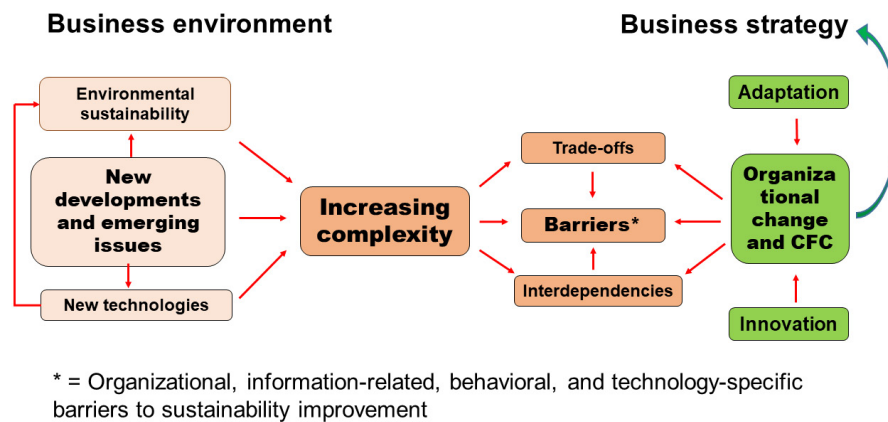 Business environment
Business strategy
Environmental
sustainability
Adaptation
Trade-offs
New
developments
and emerging
issues
Increasing
complexity
Barriers*
Organiza
tional
change
and CFC
New technologies
Interdependencies
Innovation
* = Organizational, information-related, behavioral, and technology-specific
barriers to sustainability improvement